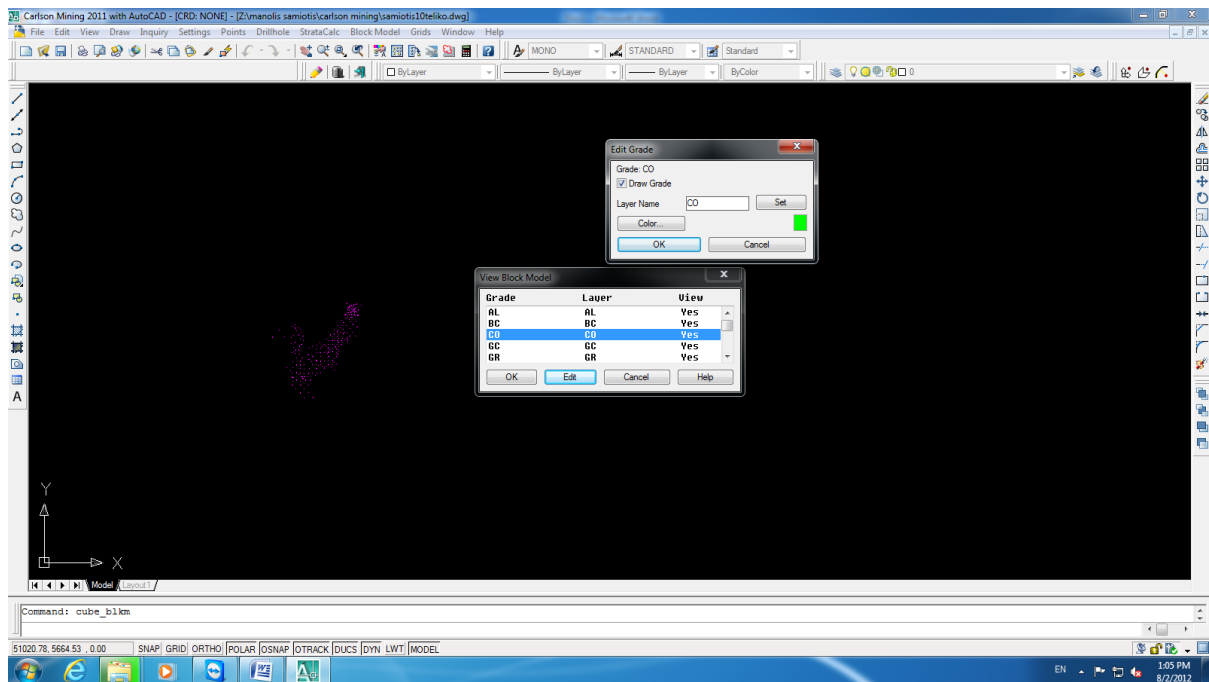 Carlson Mining 2011 with AutoCAD - [CRD: NONE] - [Z:\manolis samiotis\carlson mining\samiotis10teliko.dwg]
File Edit View Draw Inquiry Settings Points Drillhole StrataCalc Block Model Grids Window Help
MONO STANDARD Standard
ByLayer ByLayer ByLayer ByColor 0
Edit Grade
Grade: CO
Draw Grade
Layer Name CO Set
Color...
OK Cancel
View Block Model
Grade Layer View
AL AL Yes
BC BC Yes
CO CO Yes
GC GC Yes
GR GR Yes
OK Edit Cancel Help
A
Y
X
Model Layout1
Command: cube_blkm
51020.78, 5664.53 , 0.00 SNAP GRID ORTHO POLAR OSNAP OTRACK DUCS DYN LWT MODEL
EN 1:05 PM
8/2/2012